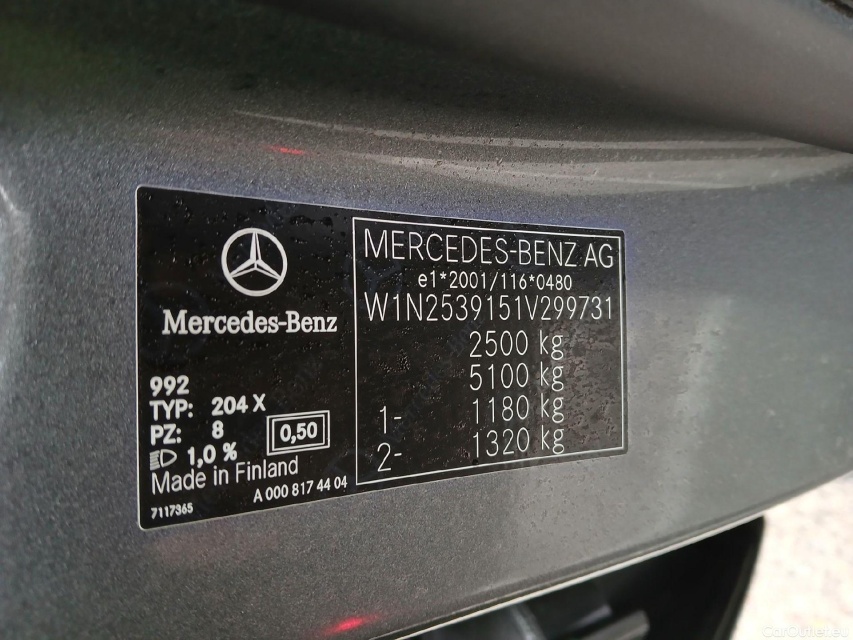 Mercedes-Benz
992
TYP: 204 X
PZ: 8
0,50
1,0 %
Made in Finland
A 000 817 44 04
7117365
MERCEDES-BENZ AG
e1*2001/116*0480
W1N2539151V299731
2500 kg
5100 kg
1- 1180 kg
2- 1320 kg